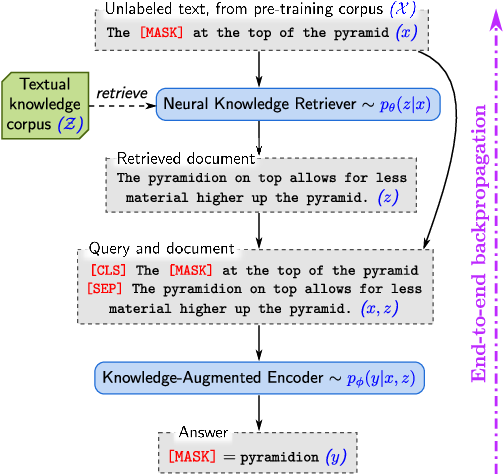 Unlabeled text, from pre-training corpus (𝒳)
The [MASK] at the top of the pyramid (x)
Textual
knowledge
corpus (𝒵)
retrieve
Neural Knowledge Retriever ∼ pθ(z|x)
Retrieved document
The pyramidion on top allows for less
material higher up the pyramid. (z)
Query and document
[CLS] The [MASK] at the top of the pyramid
[SEP] The pyramidion on top allows for less
material higher up the pyramid. (x, z)
Knowledge-Augmented Encoder ∼ pϕ(y|x, z)
Answer
[MASK] = pyramidion (y)
End-to-end backpropagation